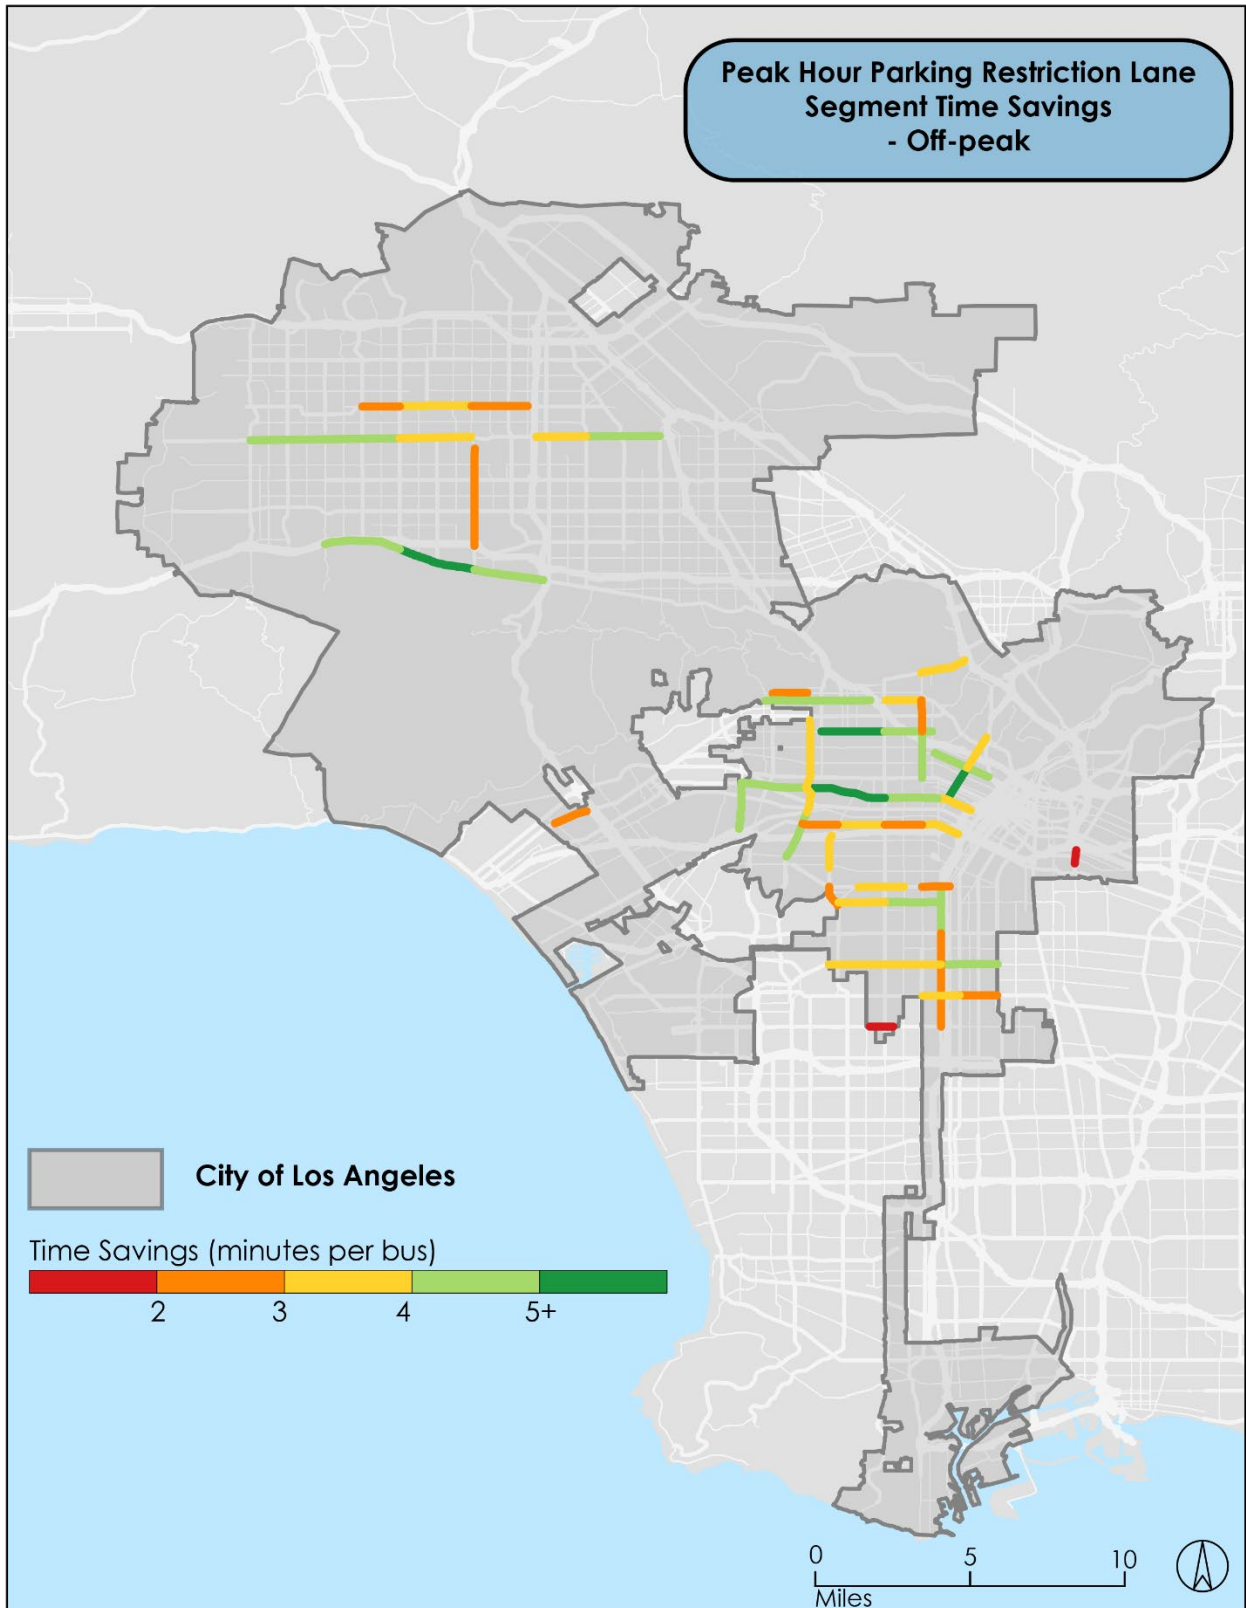 Peak Hour Parking Restriction Lane
Segment Time Savings
- Off-peak
City of Los Angeles
Time Savings (minutes per bus)
2 3 4 5+
0 5 10
Miles